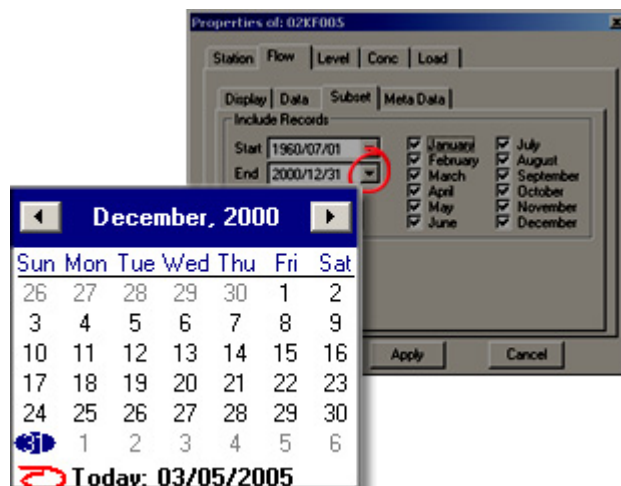 Properties of: 02KF005
Station Flow Level Conc Load
Display Data Subset Meta Data
Include Records
Start 1960/07/01
End 2000/12/31
January July
February August
March September
April October
May November
June December
Apply Cancel
December, 2000
Sun Mon Tue Wed Thu Fri Sat
26 27 28 29 30 1 2
3 4 5 6 7 8 9
10 11 12 13 14 15 16
17 18 19 20 21 22 23
24 25 26 27 28 29 30
31 1 2 3 4 5 6
Today: 03/05/2005